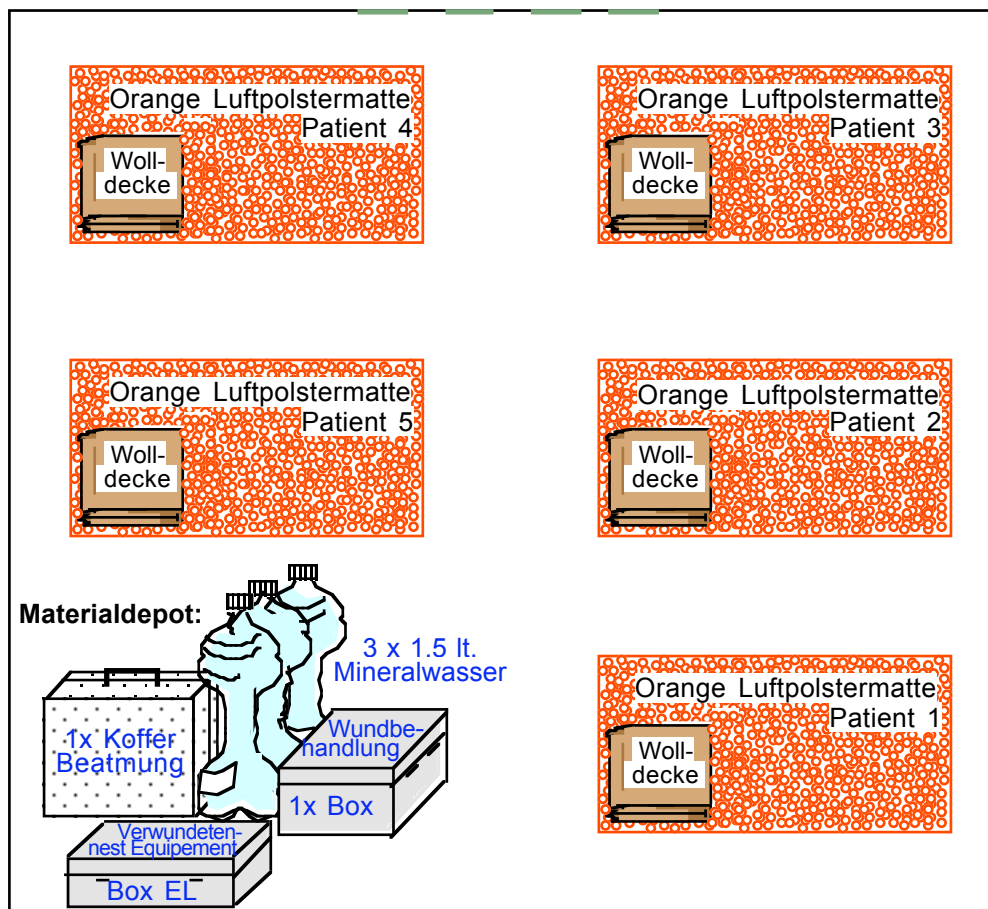 Orange Luftpolstermatte
Patient 4
Woll-
decke
Orange Luftpolstermatte
Patient 3
Woll-
decke
Orange Luftpolstermatte
Patient 5
Woll-
decke
Orange Luftpolstermatte
Patient 2
Woll-
decke
Materialdepot:
3 x 1.5 lt.
Mineralwasser
1x Koffer
Beatmung
Wundbe-
handlung
1x Box
Verwundeten-
nest Equipement
Box EL
Orange Luftpolstermatte
Patient 1
Woll-
decke